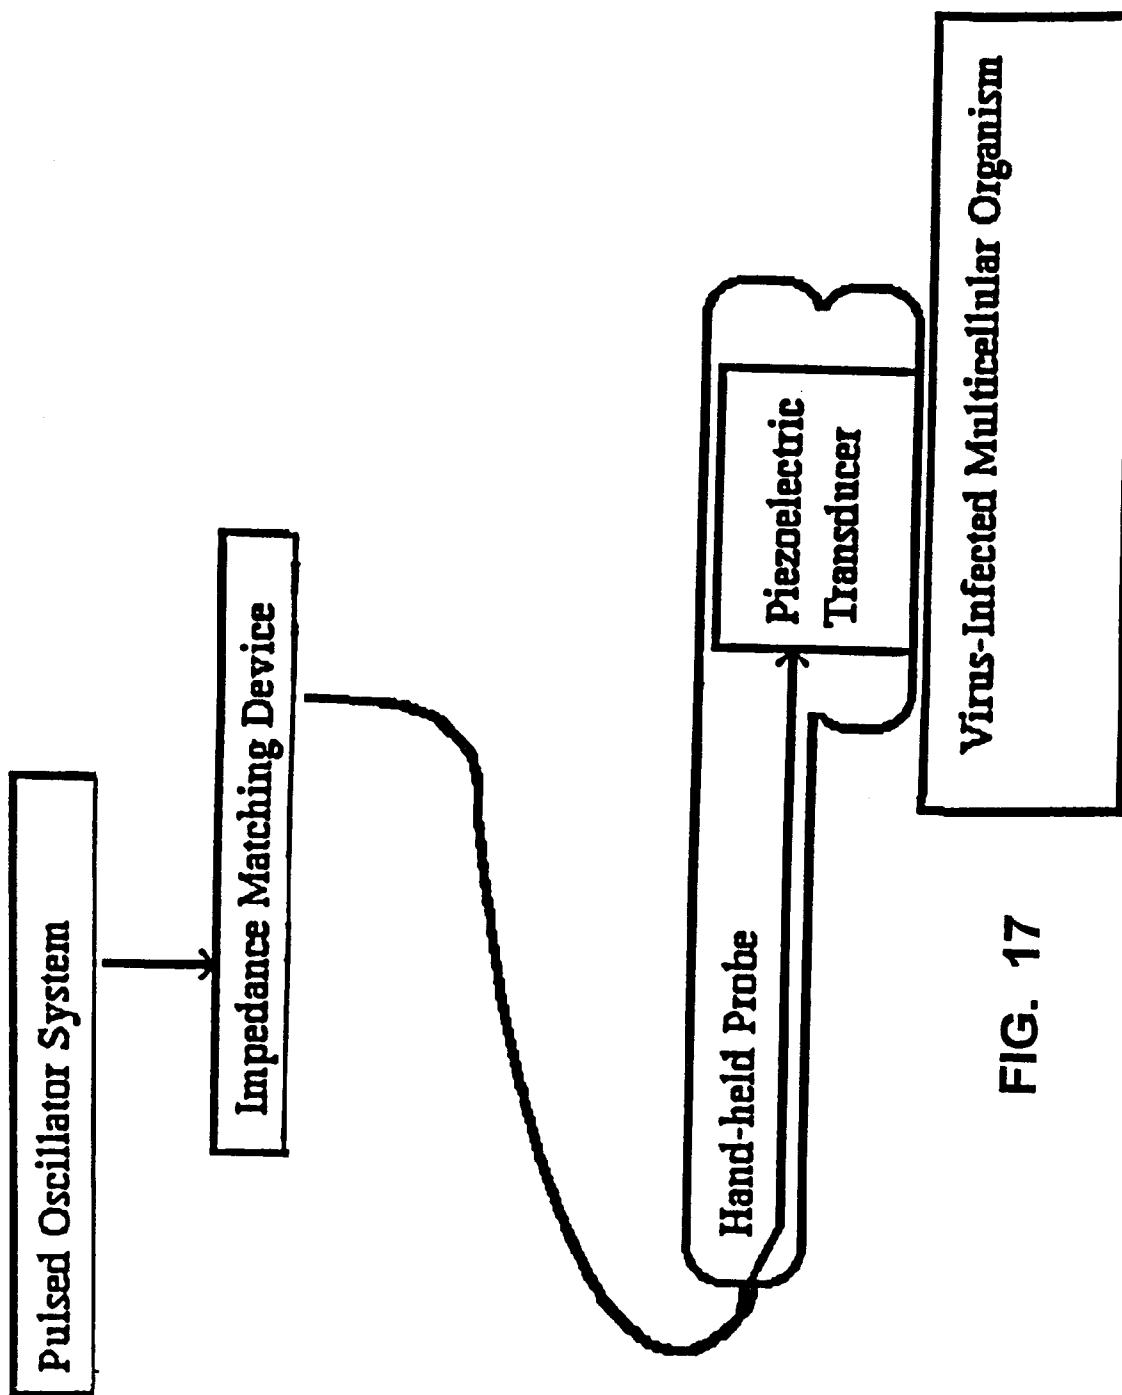 Pulsed Oscillator System
Impedance Matching Device
Hand-held Probe
Piezoelectric
Transducer
Virus-Infected Multicellular Organism
FIG. 17